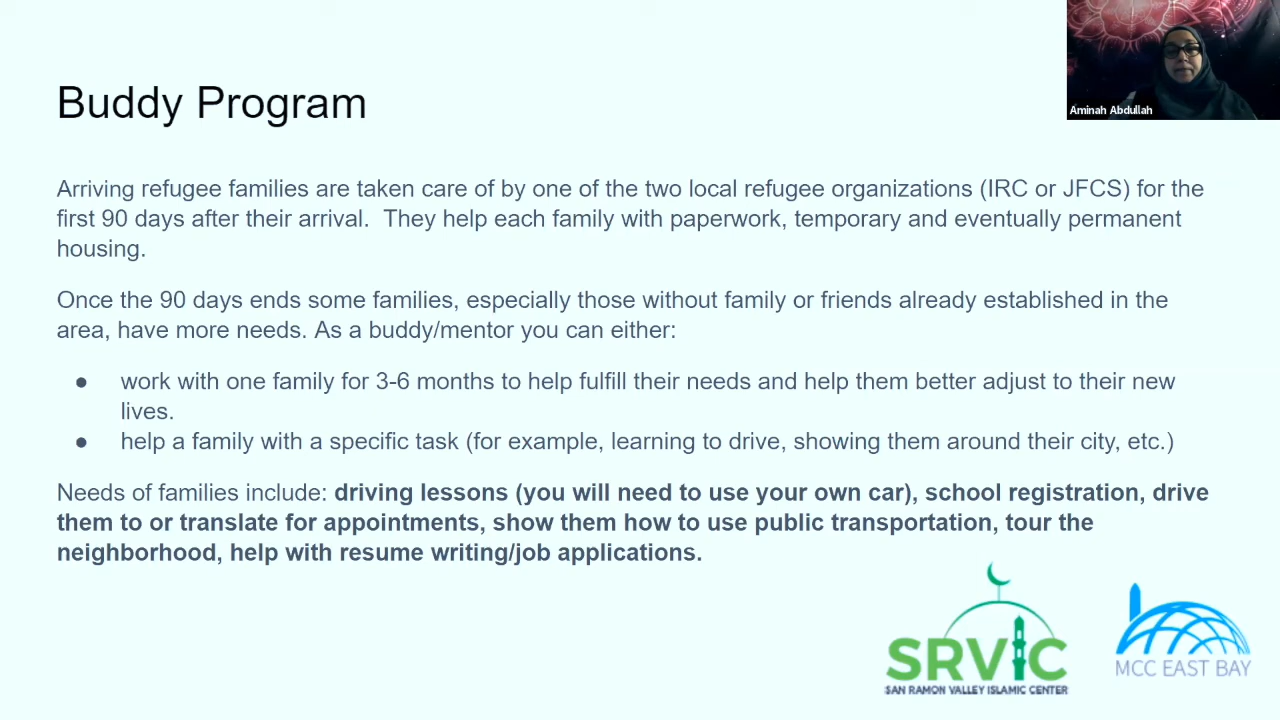 Aminah Abdullah
Buddy Program
Arriving refugee families are taken care of by one of the two local refugee organizations (IRC or JFCS) for the
first 90 days after their arrival.  They help each family with paperwork, temporary and eventually permanent
housing.
Once the 90 days ends some families, especially those without family or friends already established in the
area, have more needs. As a buddy/mentor you can either:
● work with one family for 3-6 months to help fulfill their needs and help them better adjust to their new
lives.
● help a family with a specific task (for example, learning to drive, showing them around their city, etc.)
Needs of families include: driving lessons (you will need to use your own car), school registration, drive
them to or translate for appointments, show them how to use public transportation, tour the
neighborhood, help with resume writing/job applications.
SRVIC
SAN RAMON VALLEY ISLAMIC CENTER
MCC EAST BAY